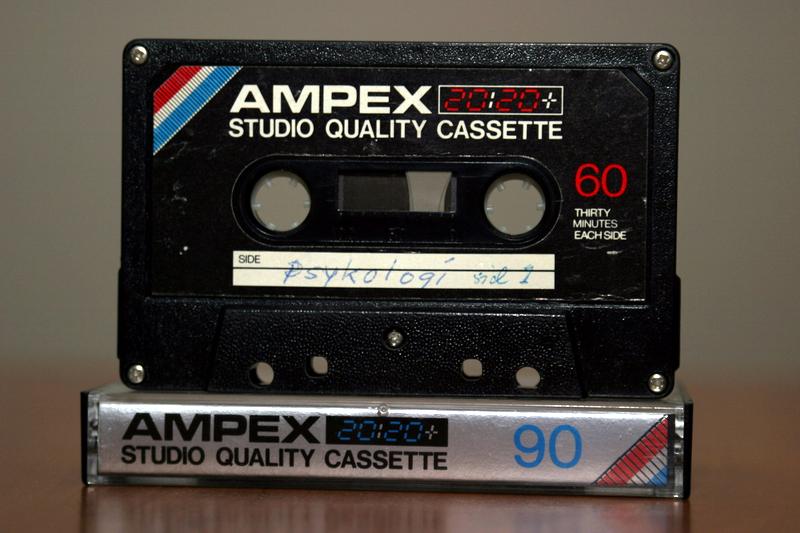 AMPEX 20:20+
STUDIO QUALITY CASSETTE
60
THIRTY
MINUTES
EACH SIDE
SIDE
Psykologi side 1
AMPEX 20:20+
STUDIO QUALITY CASSETTE
90